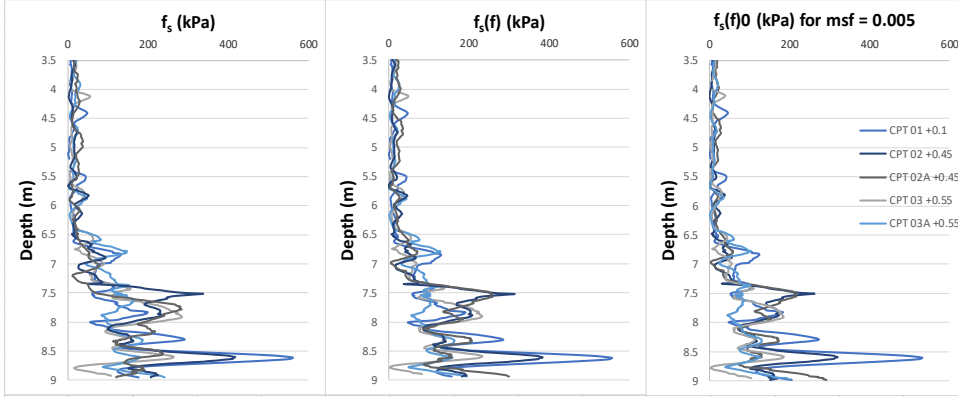 fs (kPa)
0 200 400 600
3.5
4
4.5
5
5.5
6
6.5
7
7.5
8
8.5
9
Depth (m)
fs(f) (kPa)
0 200 400 600
3.5
4
4.5
5
5.5
6
6.5
7
7.5
8
8.5
9
Depth (m)
fs(f)0 (kPa) for msf = 0.005
0 200 400 600
3.5
4
4.5
5
5.5
6
6.5
7
7.5
8
8.5
9
Depth (m)
CPT 01 +0.1
CPT 02 +0.45
CPT 02A +0.45
CPT 03 +0.55
CPT 03A +0.55